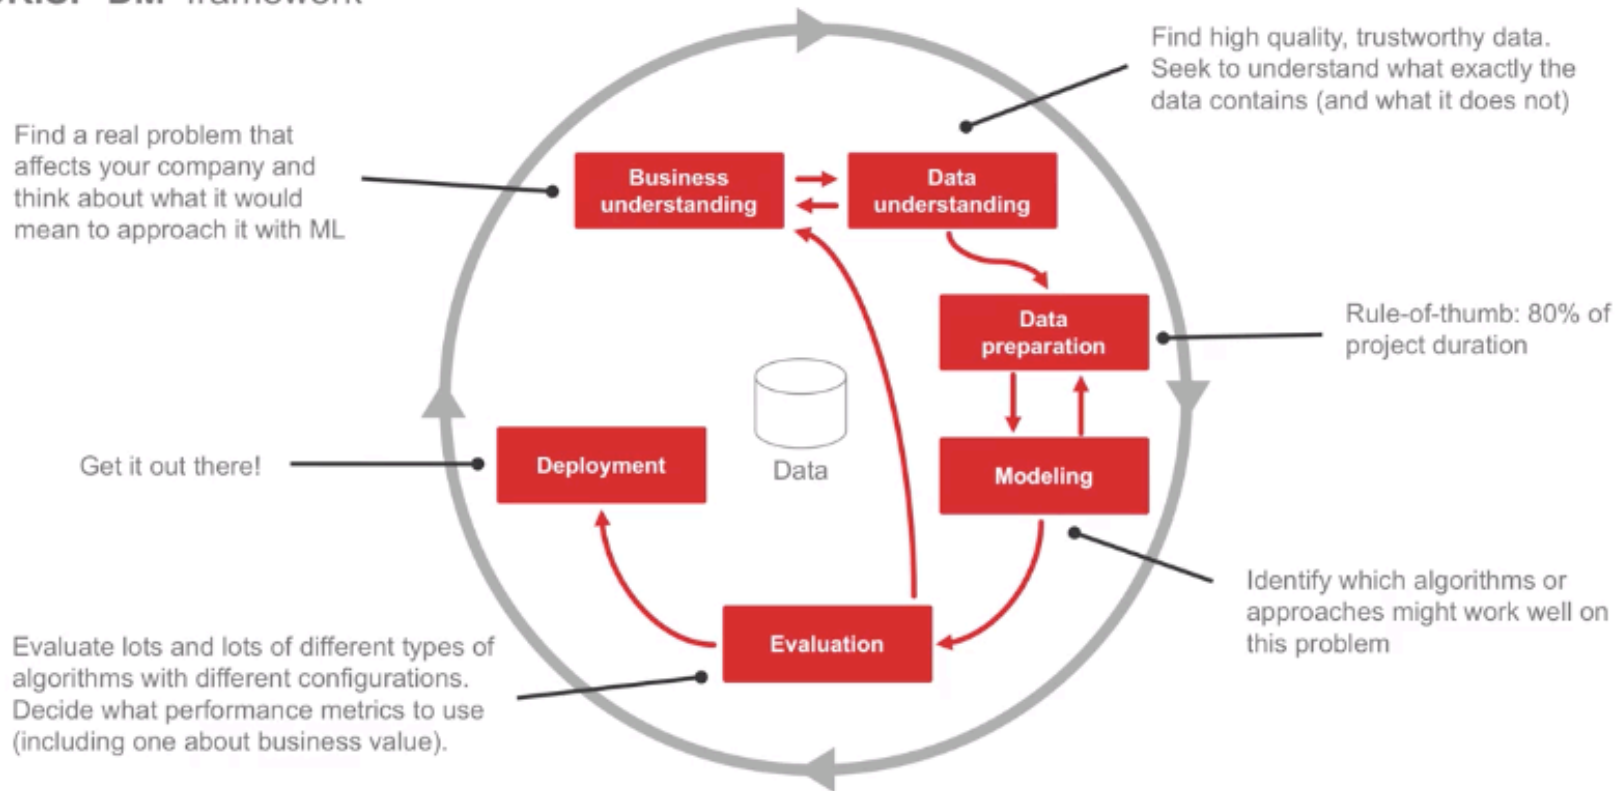 framework
Find high quality, trustworthy data.
Seek to understand what exactly the
data contains (and what it does not)
Find a real problem that
affects your company and
think about what it would
mean to approach it with ML
Business
understanding
Data
understanding
Data
preparation
Rule-of-thumb: 80% of
project duration
Modeling
Identify which algorithms or
approaches might work well on
this problem
Data
Deployment
Get it out there!
Evaluation
Evaluate lots and lots of different types of
algorithms with different configurations.
Decide what performance metrics to use
(including one about business value).